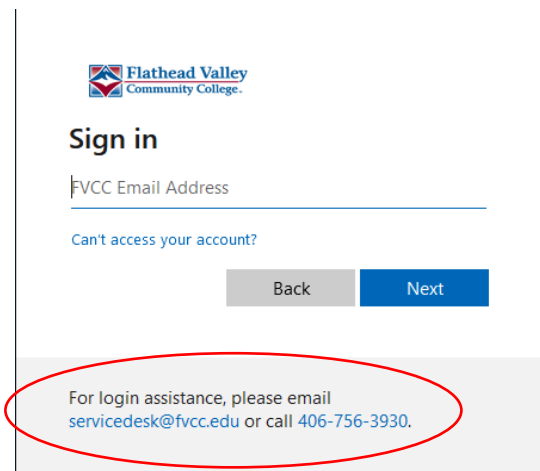 Flathead Valley
Community College.
Sign in
FVCC Email Address
Can't access your account?
Back
Next
For login assistance, please email
servicedesk@fvcc.edu or call 406-756-3930.